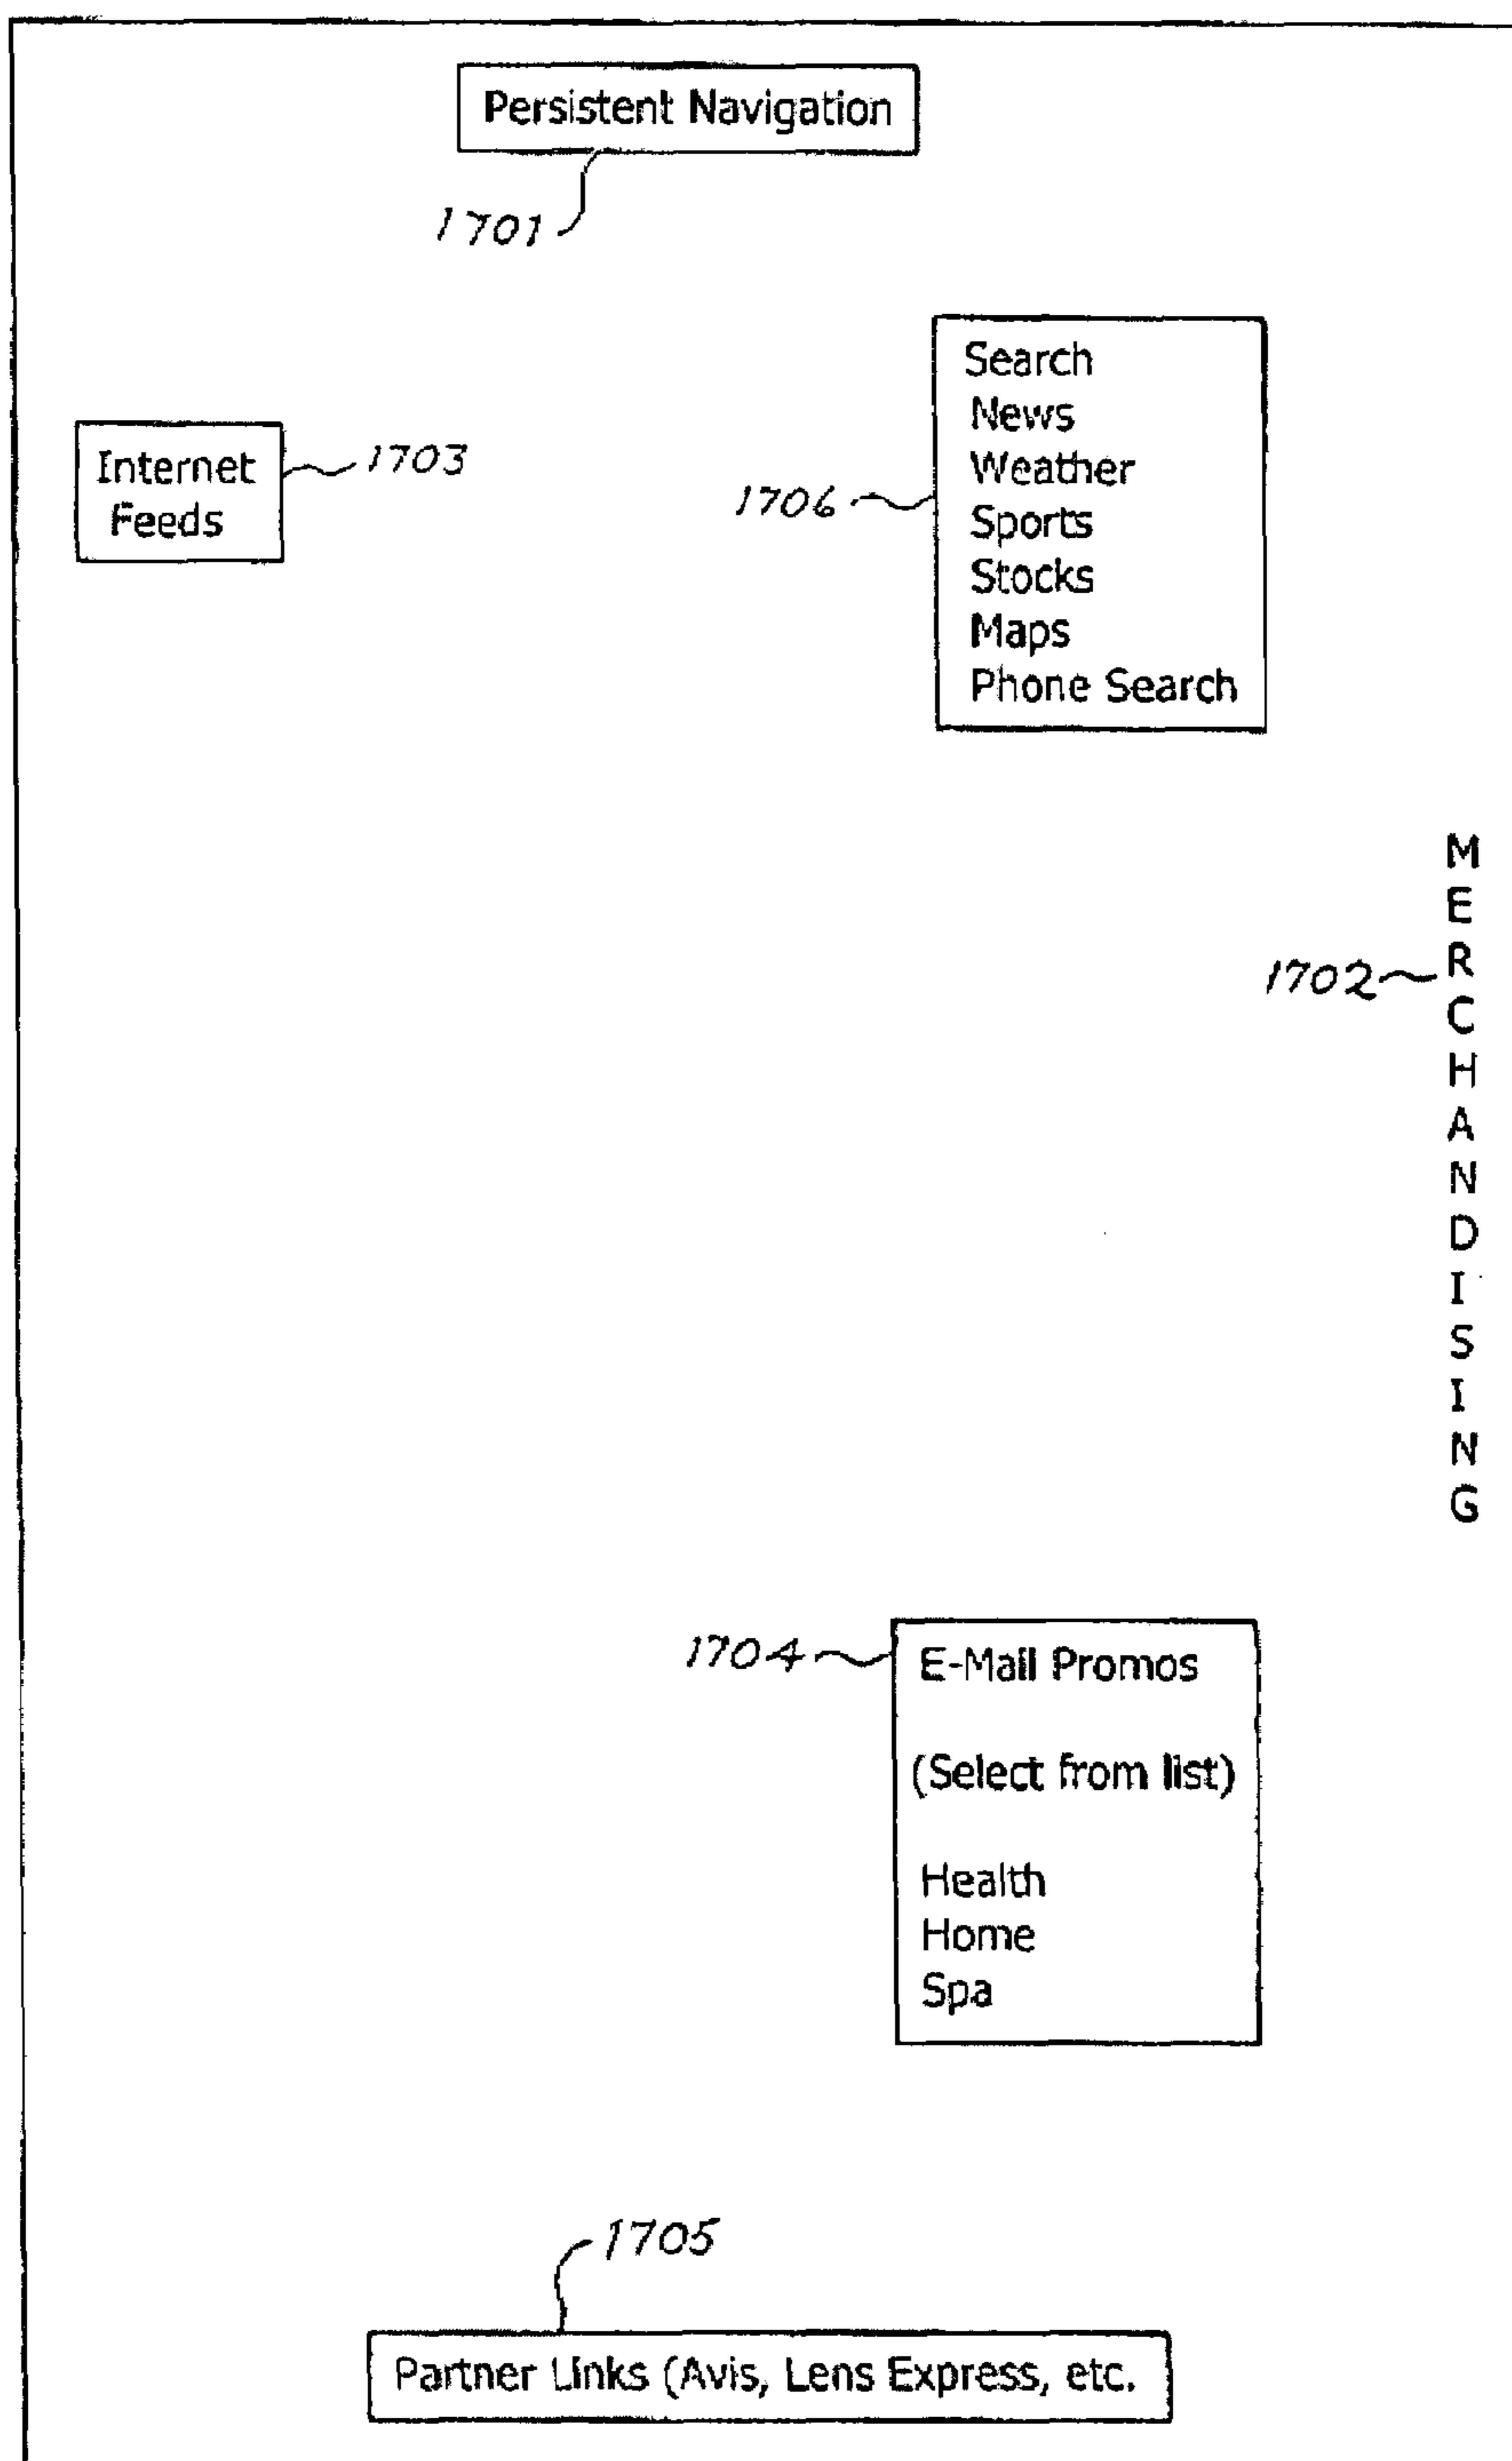 Persistent Navigation
1701
Search
News
Weather
Sports
Stocks
Maps
Phone Search
1706
Internet
Feeds
1703
MERCHANDISING
1702
1704
E-Mail Promos
(Select from list)
Health
Home
Spa
1705
Partner Links (Avis, Lens Express, etc.